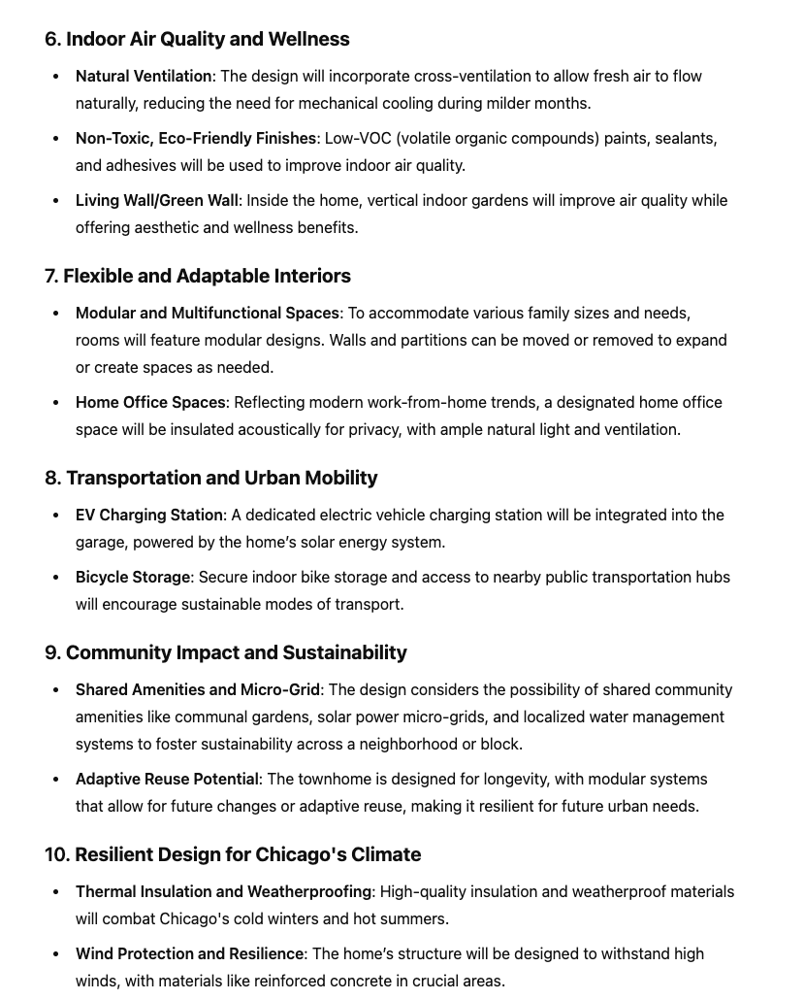 6. Indoor Air Quality and Wellness
• Natural Ventilation: The design will incorporate cross-ventilation to allow fresh air to flow
naturally, reducing the need for mechanical cooling during milder months.
• Non-Toxic, Eco-Friendly Finishes: Low-VOC (volatile organic compounds) paints, sealants,
and adhesives will be used to improve indoor air quality.
• Living Wall/Green Wall: Inside the home, vertical indoor gardens will improve air quality while
offering aesthetic and wellness benefits.
7. Flexible and Adaptable Interiors
• Modular and Multifunctional Spaces: To accommodate various family sizes and needs,
rooms will feature modular designs. Walls and partitions can be moved or removed to expand
or create spaces as needed.
• Home Office Spaces: Reflecting modern work-from-home trends, a designated home office
space will be insulated acoustically for privacy, with ample natural light and ventilation.
8. Transportation and Urban Mobility
• EV Charging Station: A dedicated electric vehicle charging station will be integrated into the
garage, powered by the home’s solar energy system.
• Bicycle Storage: Secure indoor bike storage and access to nearby public transportation hubs
will encourage sustainable modes of transport.
9. Community Impact and Sustainability
• Shared Amenities and Micro-Grid: The design considers the possibility of shared community
amenities like communal gardens, solar power micro-grids, and localized water management
systems to foster sustainability across a neighborhood or block.
• Adaptive Reuse Potential: The townhome is designed for longevity, with modular systems
that allow for future changes or adaptive reuse, making it resilient for future urban needs.
10. Resilient Design for Chicago's Climate
• Thermal Insulation and Weatherproofing: High-quality insulation and weatherproof materials
will combat Chicago's cold winters and hot summers.
• Wind Protection and Resilience: The home’s structure will be designed to withstand high
winds, with materials like reinforced concrete in crucial areas.